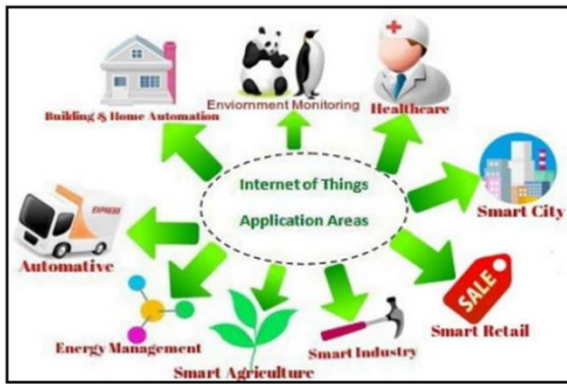 Enviornment Monitoring
Healthcare
Building & Home Automation
Internet of Things
Application Areas
Smart City
EXPRESS
Automative
SALE
Smart Retail
Energy Management
Smart Industry
Smart Agriculture